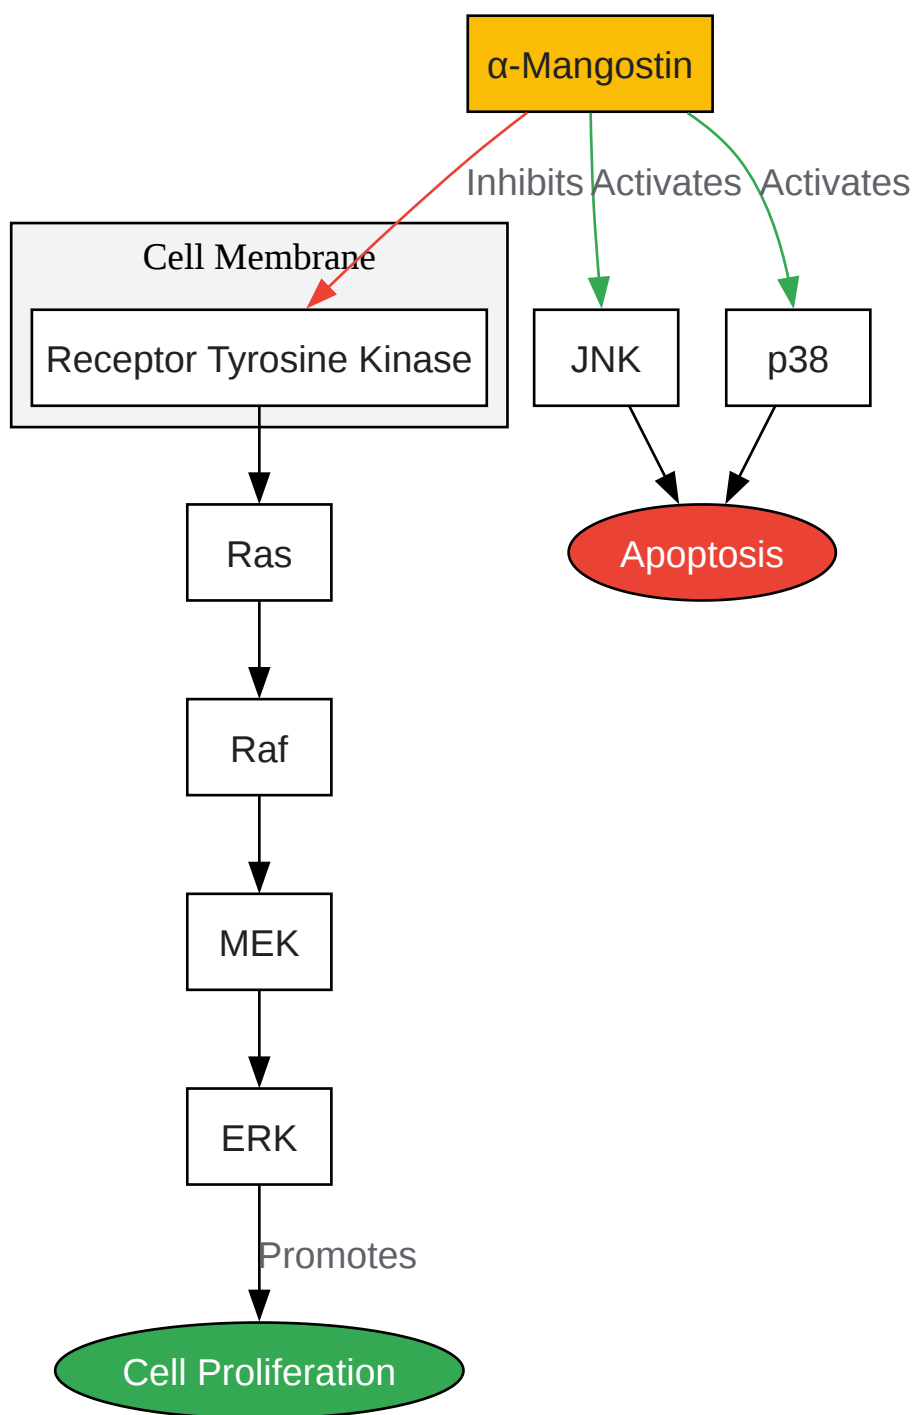 α-Mangostin
Inhibits Activates Activates
Cell Membrane
Receptor Tyrosine Kinase
JNK
p38
Ras
Apoptosis
Raf
MEK
ERK
Promotes
Cell Proliferation